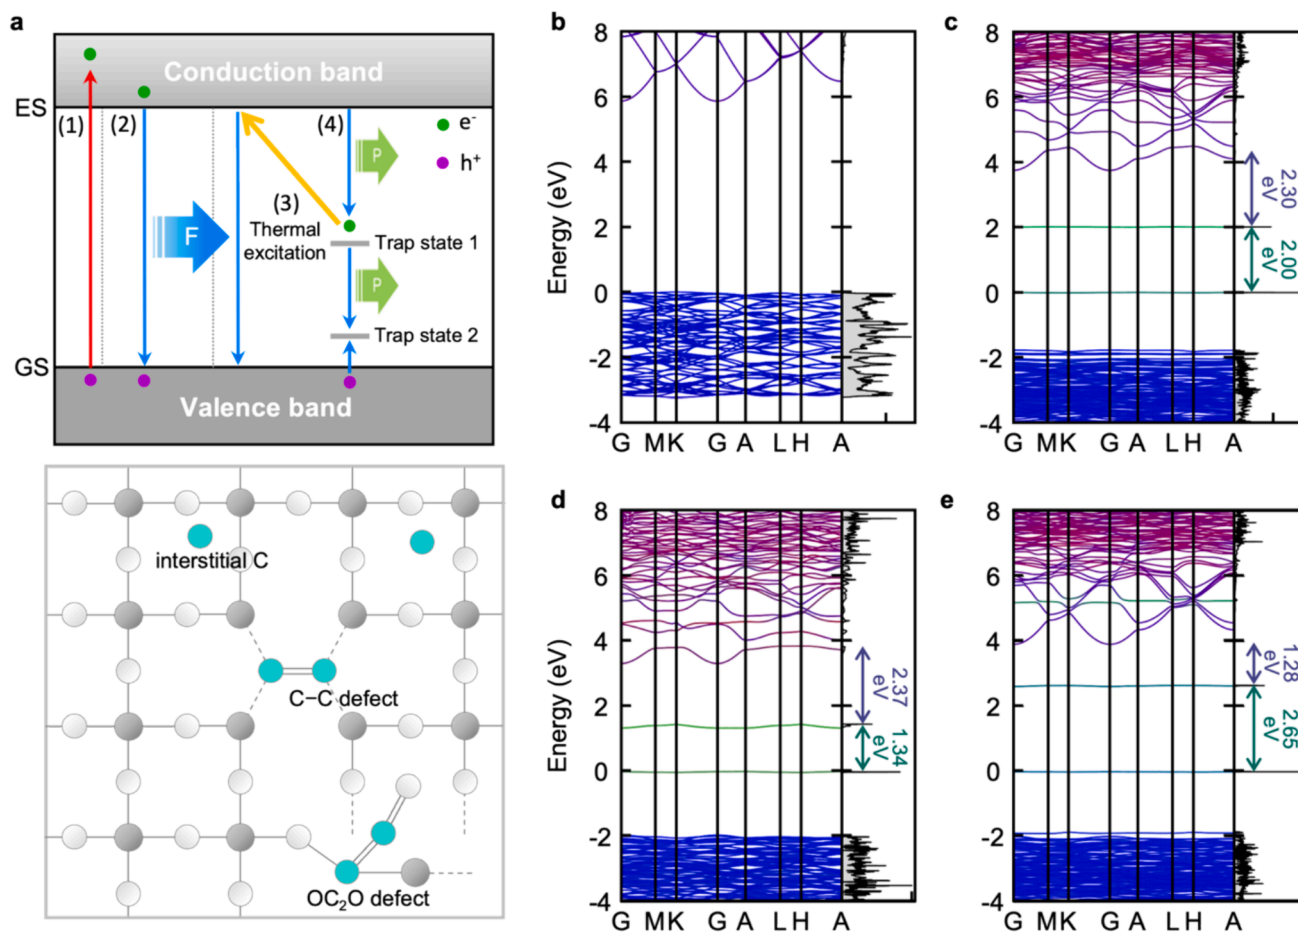 a
Conduction band
ES
(1)
(2)
(4)
e-
h+
P
(3)
F
Thermal
excitation
Trap state 1
P
Trap state 2
GS
Valence band
interstitial C
C–C defect
OC2O defect
b
Energy (eV)
8
6
4
2
0
-2
-4
G M K G A L H A
c
8
6
4
2
0
-2
-4
2.30
eV
2.00
eV
G M K G A L H A
d
Energy (eV)
8
6
4
2
0
-2
-4
2.37
eV
1.34
eV
G M K G A L H A
e
8
6
4
2
0
-2
-4
1.28
eV
2.65
eV
G M K G A L H A